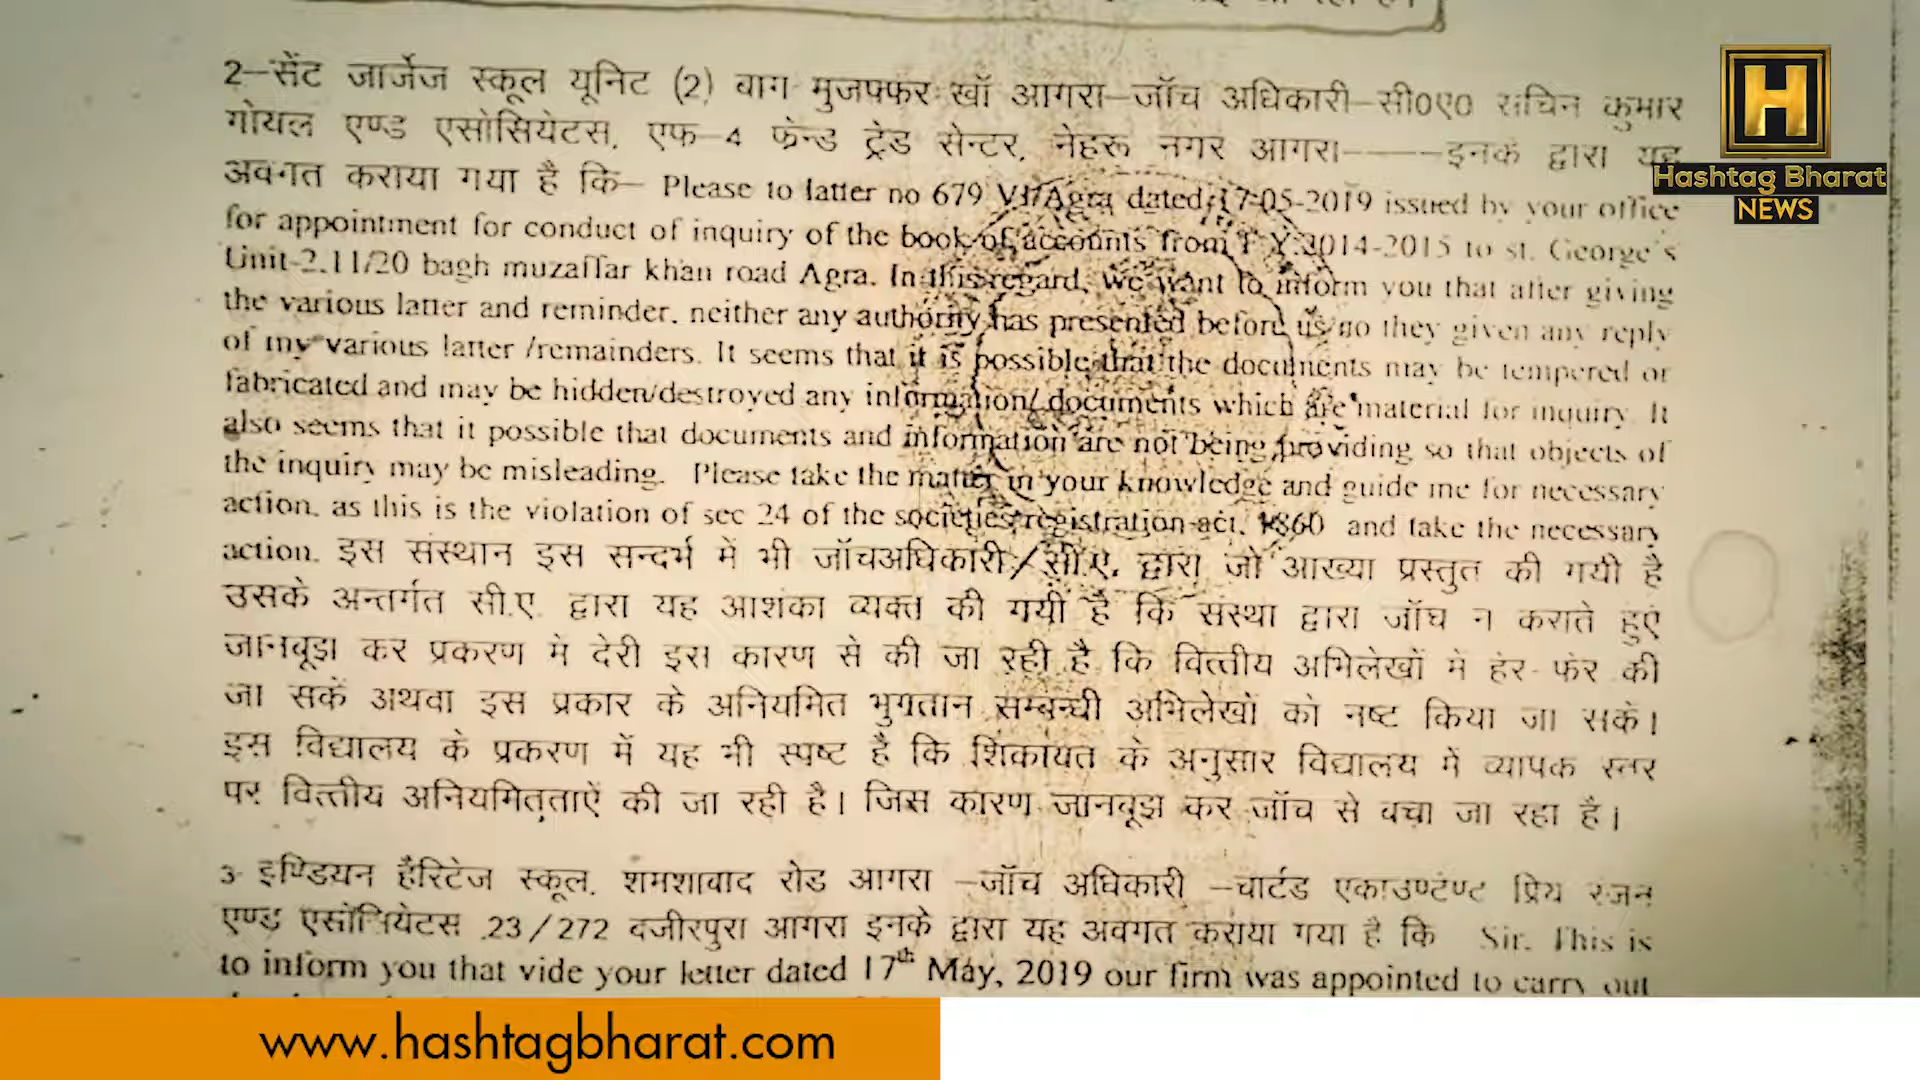 2–सेंट जार्जेज स्कूल यूनिट (2) बाग मुजफ्फर खॉ आगरा–जॉच अधिकारी–सी0ए0 सचिन कुमार
गोयल एण्ड एसोसियेटस, एफ–4 फ्रेन्ड ट्रेड सेन्टर, नेहरू नगर आगरा–––––इनके द्वारा यह
अवगत कराया गया है कि– Please to latter no 679 VI/Agra dated 17-05-2019 issued by your office
for appointment for conduct of inquiry of the book of accounts from F.Y.2014-2015 to st. George's
Unit-2.11/20 bagh muzaffar khan road Agra. In this regard, we want to inform you that after giving
the various latter and reminder, neither any authority has presented before us no they given any reply
of my various latter /remainders. It seems that it is possible that the documents may be tempered or
fabricated and may be hidden/destroyed any information/ documents which are material for inquiry. It
also seems that it possible that documents and information are not being providing so that objects of
the inquiry may be misleading. Please take the matter in your knowledge and guide me for necessary
action, as this is the violation of sec 24 of the societies registration act, 1860 and take the necessary
action. इस संस्थान इस सन्दर्भ में भी जॉचअधिकारी/सी.ए. द्वारा जो आख्या प्रस्तुत की गयी है
उसके अन्तर्गत सी.ए. द्वारा यह आशंका व्यक्त की गयी है कि संस्था द्वारा जॉच न कराते हुए
जानबूझ कर प्रकरण मे देरी इस कारण से की जा रही है कि वित्तीय अभिलेखों मे हेर-फेर की
जा सके अथवा इस प्रकार के अनियमित भुगतान सम्बन्धी अभिलेखों को नष्ट किया जा सके।
इस विद्यालय के प्रकरण में यह भी स्पष्ट है कि शिकायत के अनुसार विद्यालय मे व्यापक स्तर
पर वित्तीय अनियमितताऐं की जा रही है। जिस कारण जानबूझ कर जॉच से बचा जा रहा है।
3- इण्डियन हैरिटेज स्कूल, शमशाबाद रोड आगरा –जॉच अधिकारी –चार्टड एकाउण्टेण्ट प्रिय रंजन
एण्ड एसोसियेटस ,23/272 वजीरपुरा आगरा इनके द्वारा यह अवगत कराया गया है कि Sir, This is
to inform you that vide your letter dated 17th May, 2019 our firm was appointed to carry out
H
Hashtag Bharat
NEWS
www.hashtagbharat.com